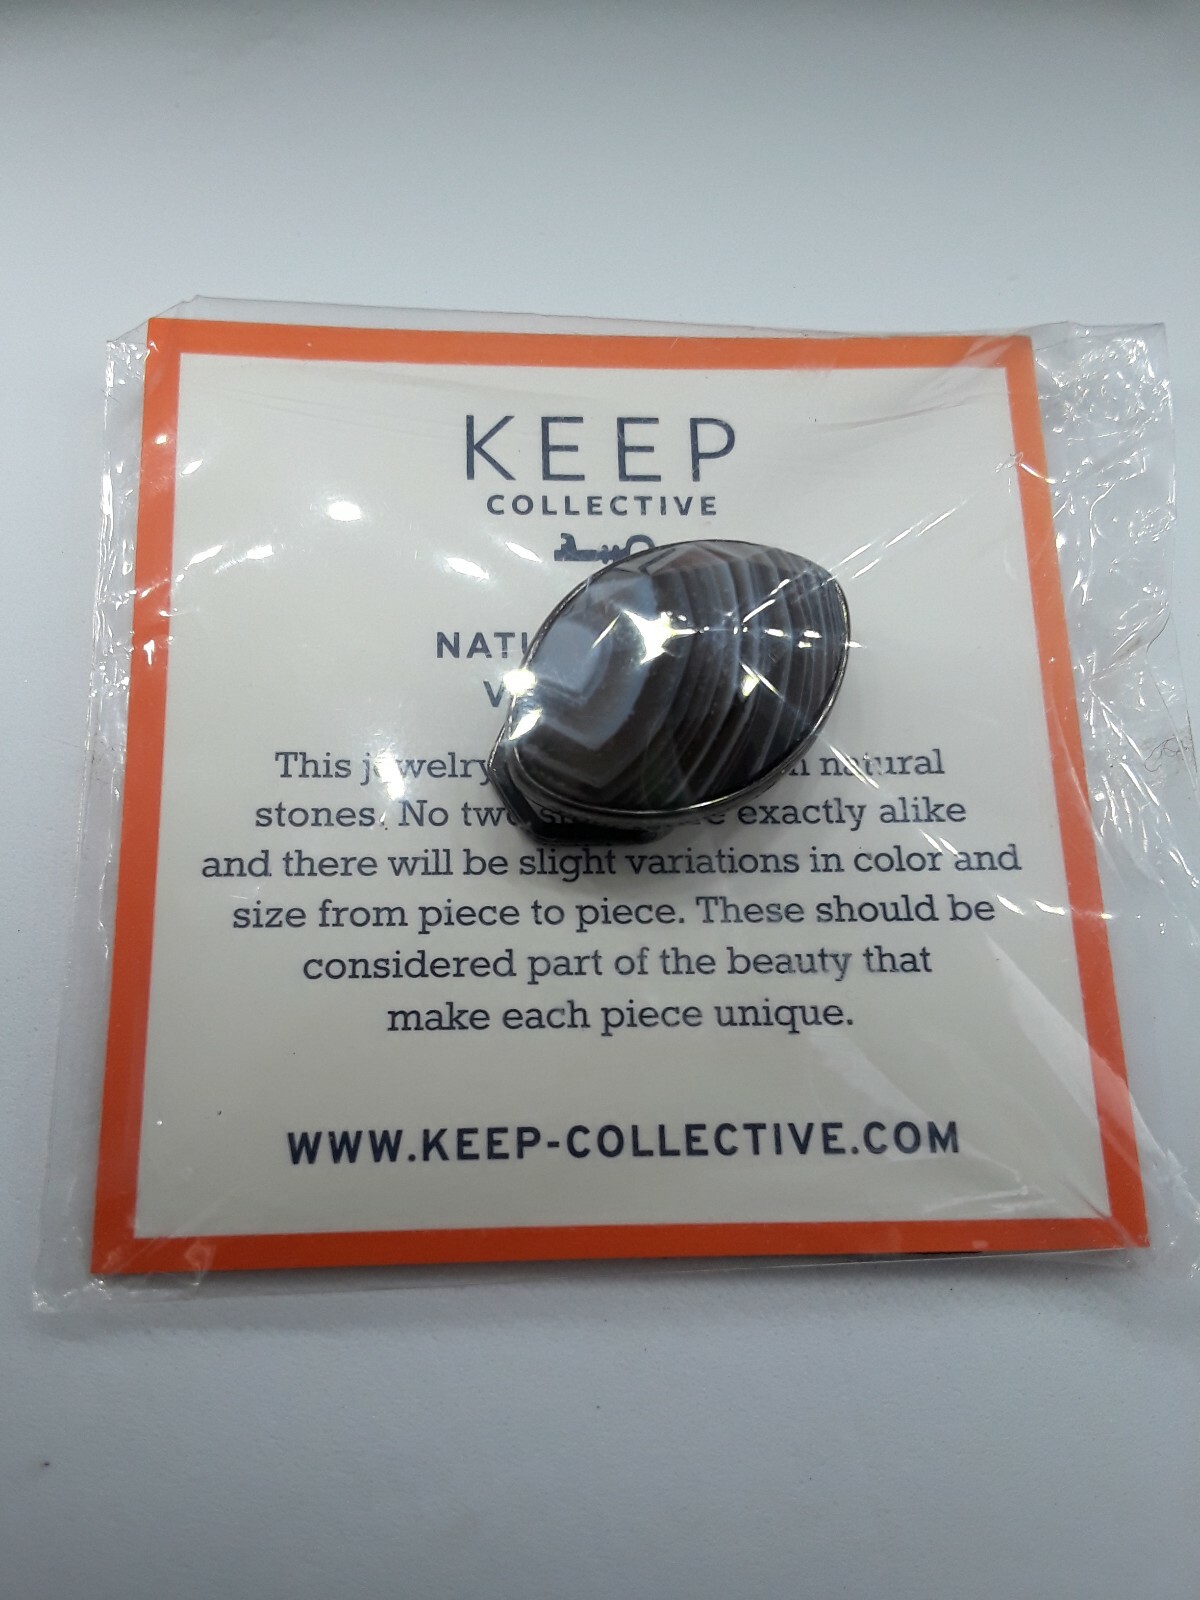 KEEP
COLLECTIVE
This jewelry natural
stones. No two exactly alike
and there will be slight variations in color and
size from piece to piece. These should be
considered part of the beauty that
make each piece unique.
WWW.KEEP-COLLECTIVE.COM